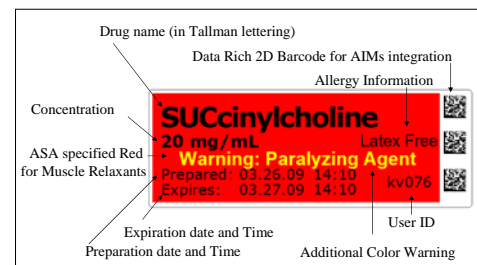 Drug name (in Tallman lettering)
Data Rich 2D Barcode for AIMs integration
Allergy Information
Concentration
ASA specified Red
for Muscle Relaxants
SUCcinylcholine
20 mg/mL
Latex Free
Warning: Paralyzing Agent
Prepared: 03.26.09 14:10
Expires: 03.27.09 14:10
kv076
User ID
Expiration date and Time
Preparation date and Time
Additional Color Warning